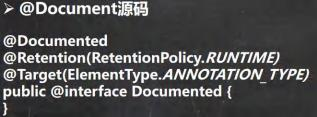 ➢ @Document源码
@Documented
@Retention(RetentionPolicy.RUNTIME)
@Target(ElementType.ANNOTATION_TYPE)
public @interface Documented {
}